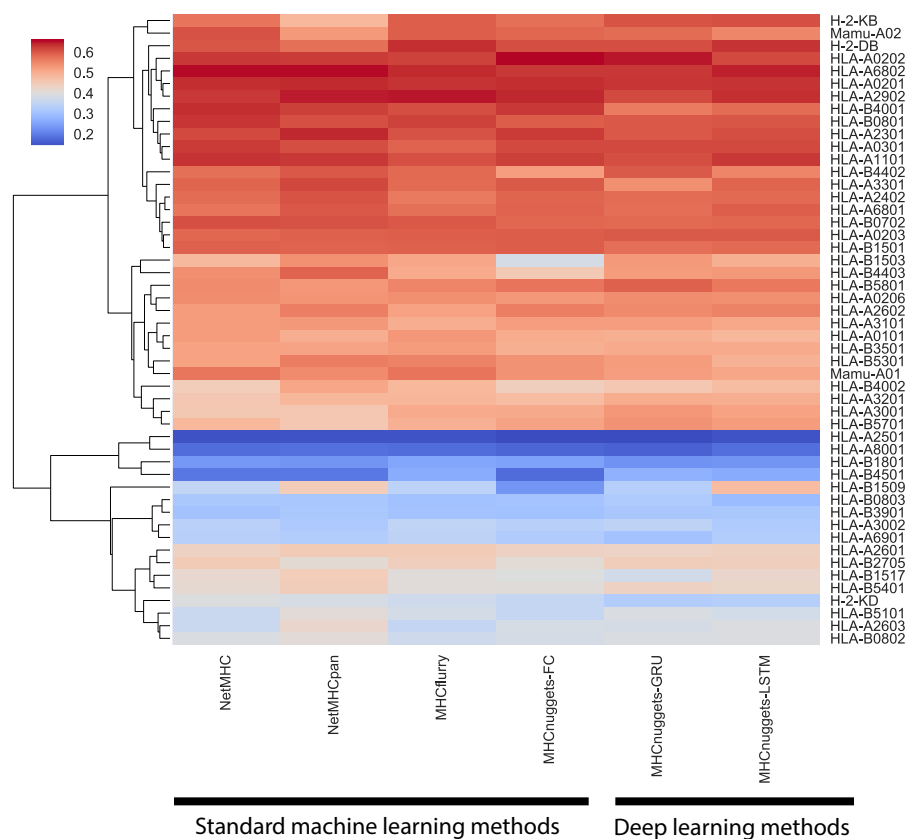 0.6
0.5
0.4
0.3
0.2
H-2-KB
Mamu-A02
H-2-DB
HLA-A0202
HLA-A6802
HLA-A0201
HLA-A2902
HLA-B4001
HLA-B0801
HLA-A2301
HLA-A0301
HLA-A1101
HLA-B4402
HLA-A3301
HLA-A2402
HLA-A6801
HLA-B0702
HLA-A0203
HLA-B1501
HLA-B1503
HLA-B4403
HLA-B5801
HLA-A0206
HLA-A2602
HLA-A3101
HLA-A0101
HLA-B3501
HLA-B5301
Mamu-A01
HLA-B4002
HLA-A3201
HLA-A3001
HLA-B5701
HLA-A2501
HLA-A8001
HLA-B1801
HLA-B4501
HLA-B1509
HLA-B0803
HLA-B3901
HLA-A3002
HLA-A6901
HLA-A2601
HLA-B2705
HLA-B1517
HLA-B5401
H-2-KD
HLA-B5101
HLA-A2603
HLA-B0802
NetMHC
NetMHCpan
MHCflurry
MHCnuggets-FC
MHCnuggets-GRU
MHCnuggets-LSTM
Standard machine learning methods
Deep learning methods